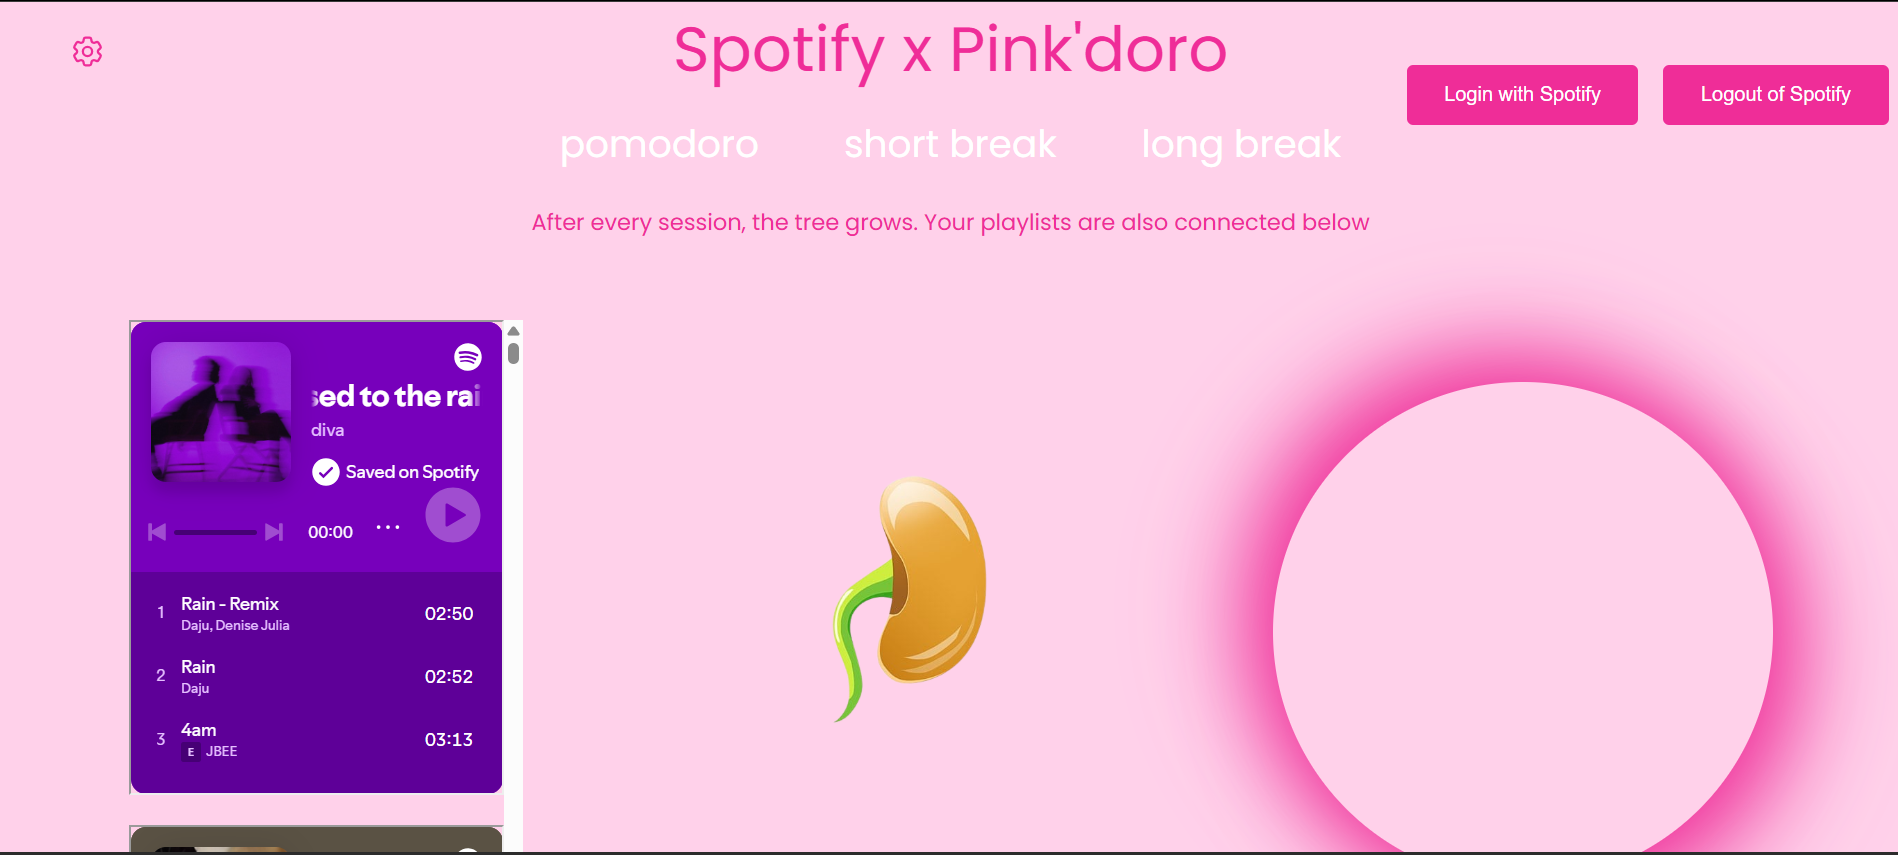 Spotify x Pink'doro
Login with Spotify
Logout of Spotify
pomodoro short break long break
After every session, the tree grows. Your playlists are also connected below
sed to the rai
diva
Saved on Spotify
00:00
1 Rain - Remix 02:50
Daju, Denise Julia
2 Rain 02:52
Daju
3 4am 03:13
E JBEE